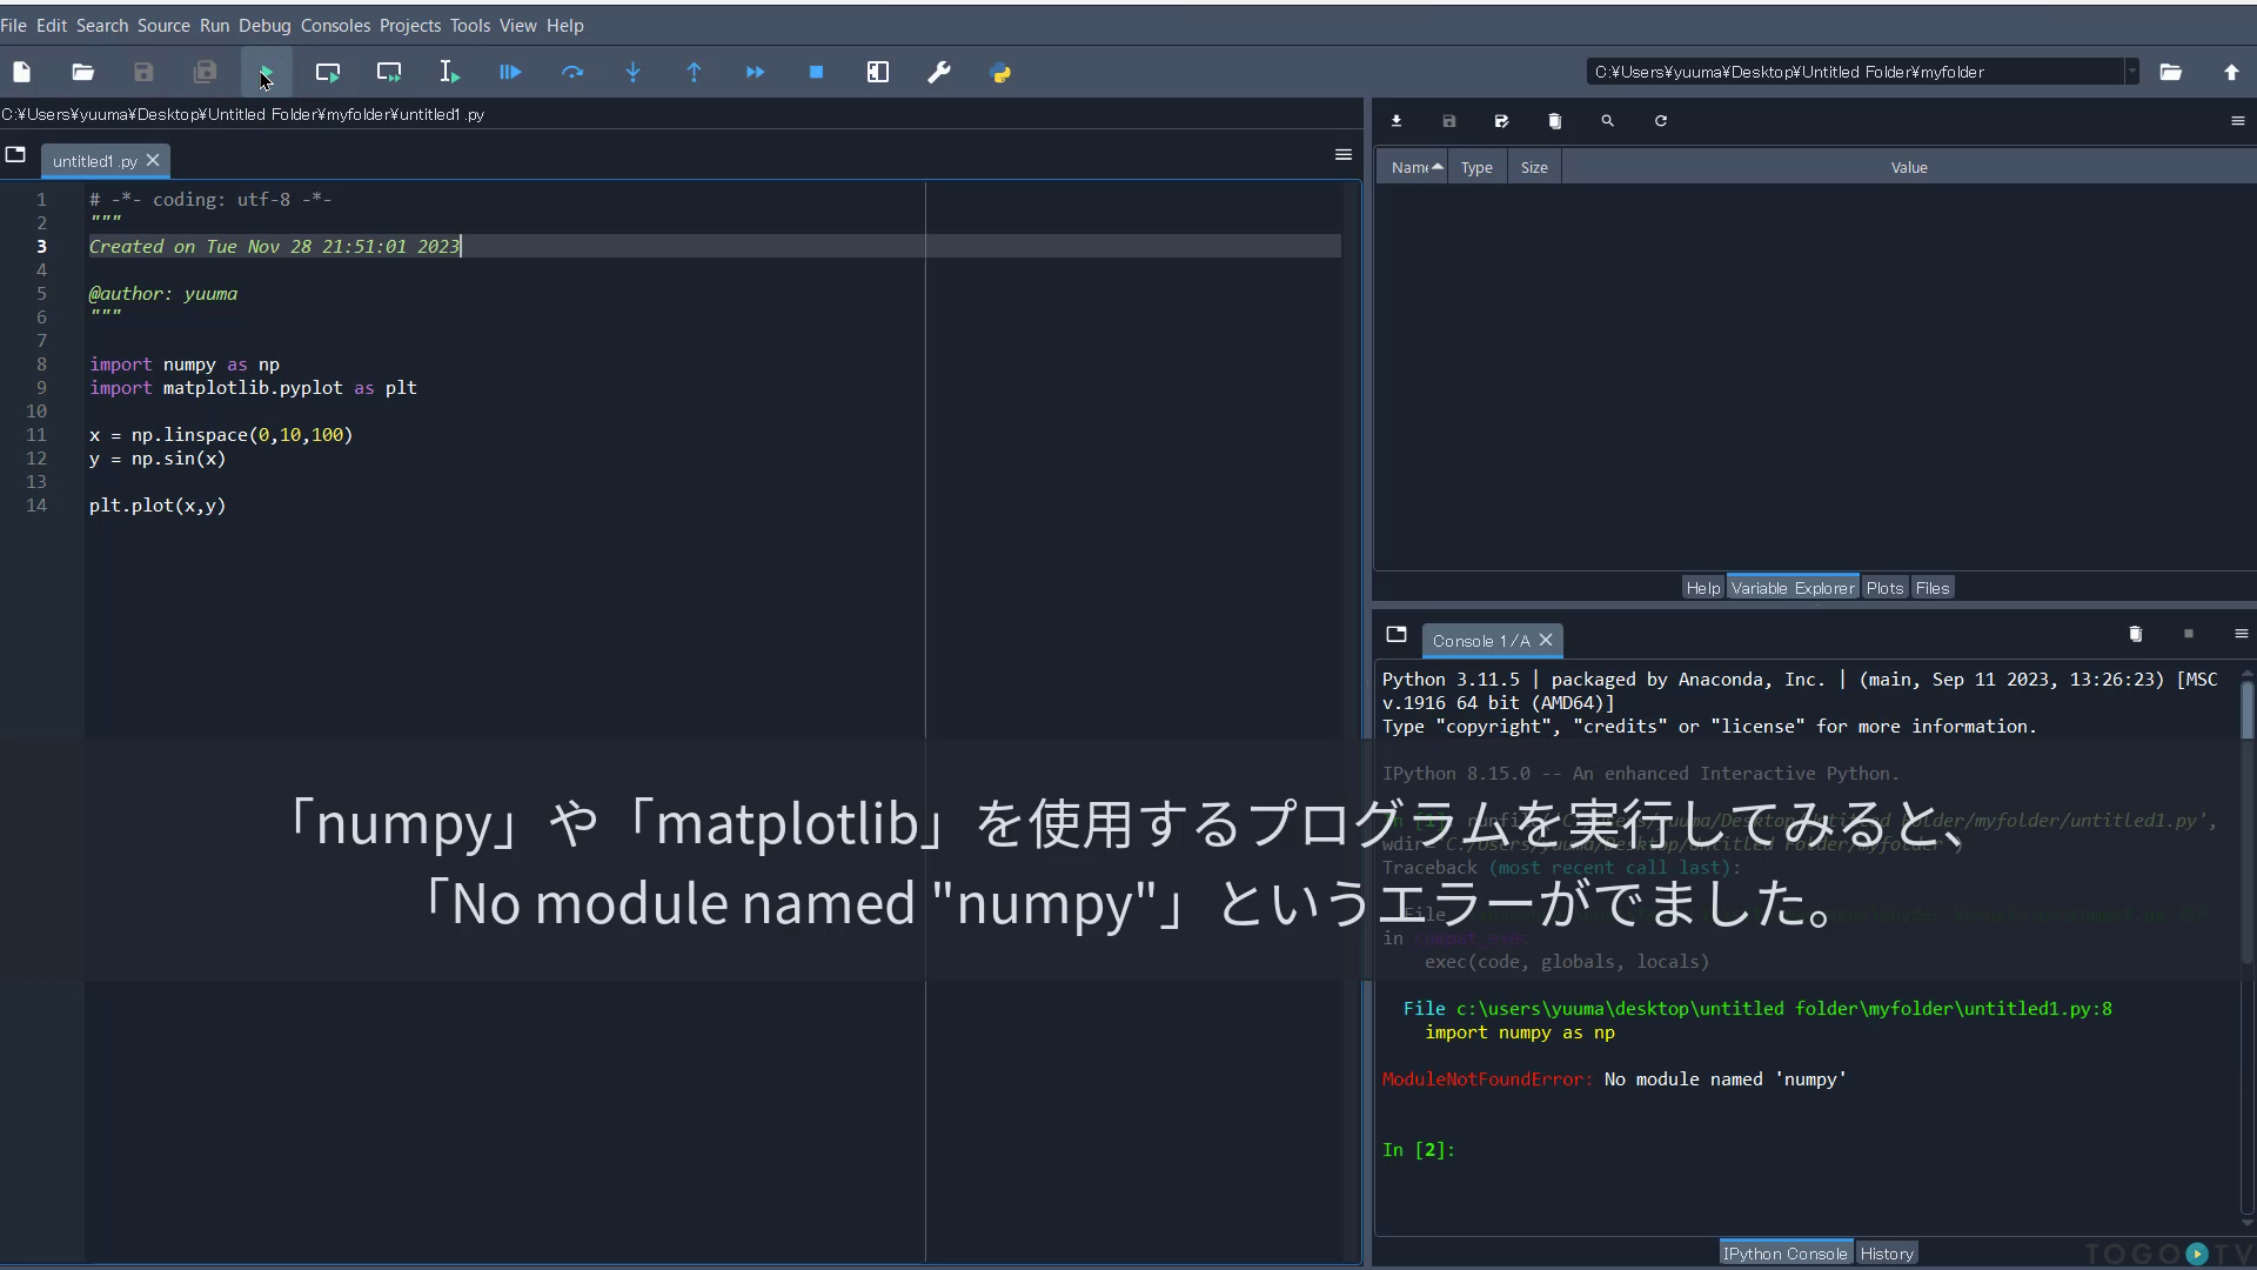 File Edit Search Source Run Debug Consoles Projects Tools View Help
C:¥Users¥yuuma¥Desktop¥Untitled Folder¥myfolder
C:¥Users¥yuuma¥Desktop¥Untitled Folder¥myfolder¥untitled1.py
untitled1.py
1 # -*- coding: utf-8 -*-
2 """
3 Created on Tue Nov 28 21:51:01 2023
4
5 @author: yuuma
6 """
7
8 import numpy as np
9 import matplotlib.pyplot as plt
10
11 x = np.linspace(0,10,100)
12 y = np.sin(x)
13
14 plt.plot(x,y)
Name Type Size Value
Help Variable Explorer Plots Files
Console 1/A
Python 3.11.5 | packaged by Anaconda, Inc. | (main, Sep 11 2023, 13:26:23) [MSC
v.1916 64 bit (AMD64)]
Type "copyright", "credits" or "license" for more information.
IPython 8.15.0 -- An enhanced Interactive Python.
In [1]: runfile('C:/Users/yuuma/Desktop/Untitled Folder/myfolder/untitled1.py',
wdir='C:/Users/yuuma/Desktop/Untitled Folder/myfolder')
Traceback (most recent call last):
File
in compat_exec
exec(code, globals, locals)
File c:\users\yuuma\desktop\untitled folder\myfolder\untitled1.py:8
import numpy as np
ModuleNotFoundError: No module named 'numpy'
In [2]:
IPython Console History
「numpy」や「matplotlib」を使用するプログラムを実行してみると、
「No module named "numpy"」というエラーがでました。
TOGO TV